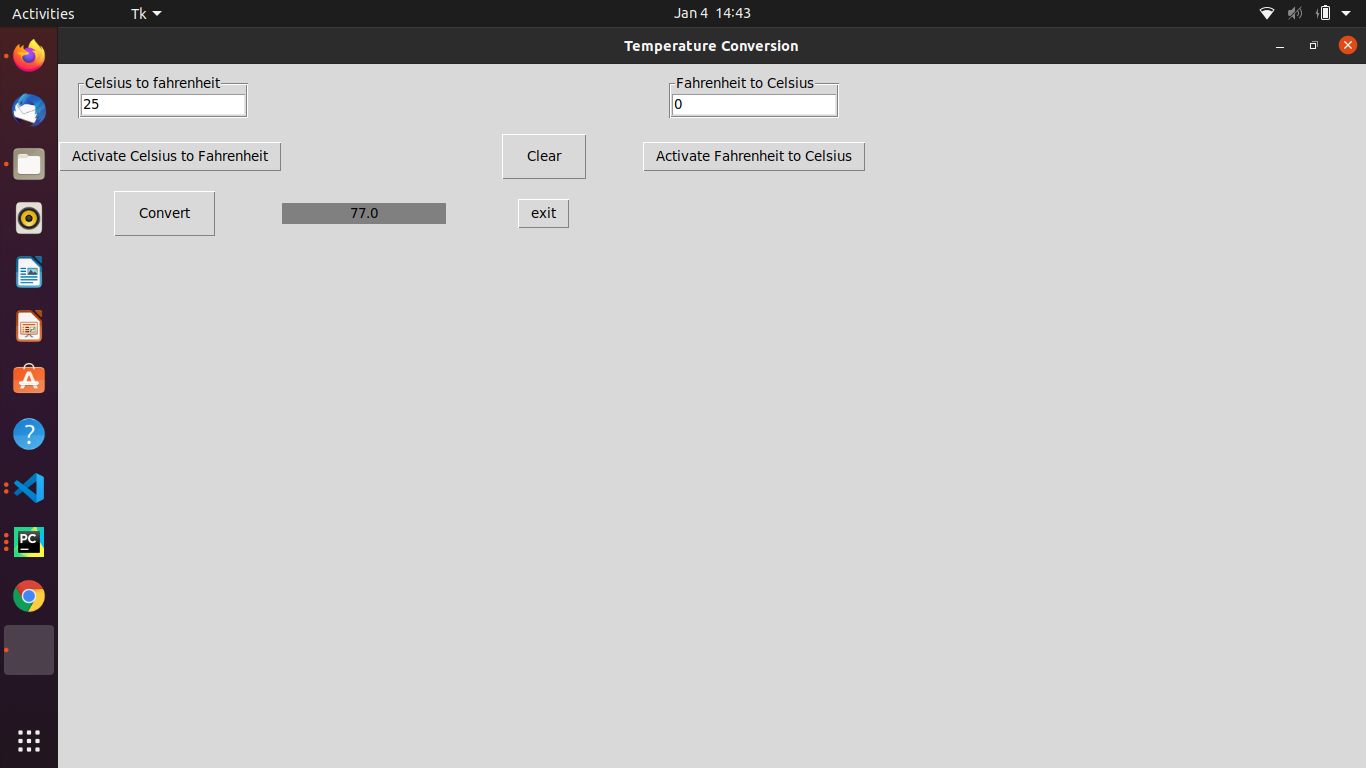 Activities Tk Jan 4 14:43
Temperature Conversion
Celsius to fahrenheit Fahrenheit to Celsius
25 0
Activate Celsius to Fahrenheit Clear Activate Fahrenheit to Celsius
Convert 77.0 exit
?
PC